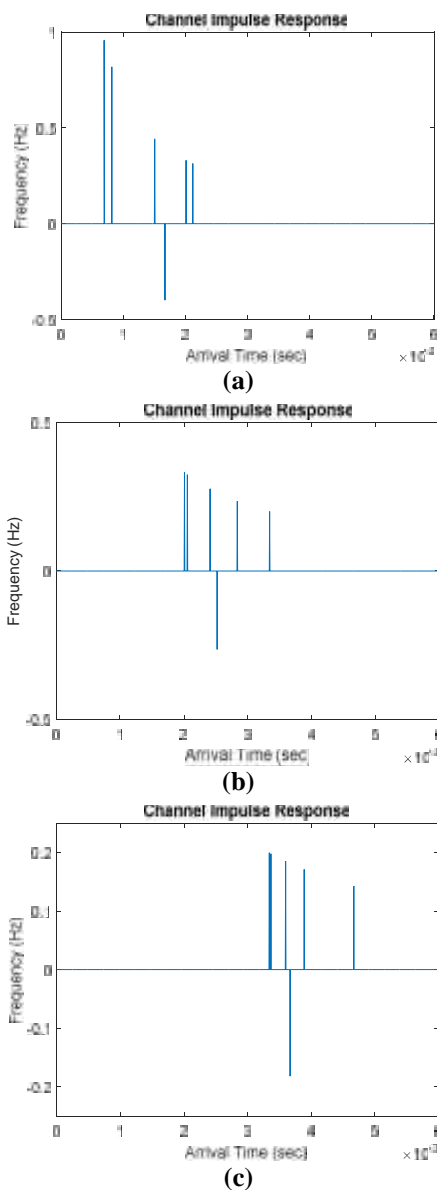 Channel Impulse Response
1
0.5
0
-0.5
Frequency (Hz)
0 1 2 3 4 5 6
Arrival Time (sec)
×10
(a)
Channel Impulse Response
0.5
0
-0.5
Frequency (Hz)
0 1 2 3 4 5 6
Arrival Time (sec)
×10
(b)
Channel Impulse Response
0.2
0.1
0
-0.1
-0.2
Frequency (Hz)
0 1 2 3 4 5 6
Arrival Time (sec)
×10
(c)